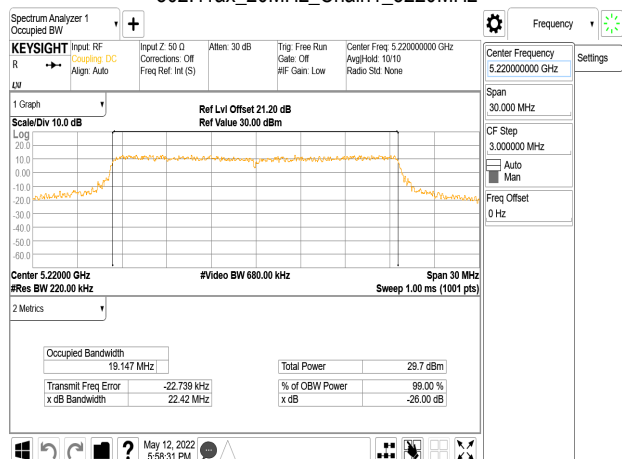 Spectrum Analyzer 1
Occupied BW
Frequency
KEYSIGHT
R
Input: RF
Coupling: DC
Align: Auto
Input Z: 50 Ω
Corrections: Off
Freq Ref: Int (S)
Atten: 30 dB
Trig: Free Run
Gate: Off
#IF Gain: Low
Center Freq: 5.220000000 GHz
Avg|Hold: 10/10
Radio Std: None
Center Frequency
5.220000000 GHz
Settings
Span
30.000 MHz
CF Step
3.000000 MHz
Auto
Man
Freq Offset
0 Hz
1 Graph
Scale/Div 10.0 dB
Ref Lvl Offset 21.20 dB
Ref Value 30.00 dBm
Log
20.0
10.0
0.00
-10.0
-20.0
-30.0
-40.0
-50.0
-60.0
Center 5.22000 GHz
#Video BW 680.00 kHz
Span 30 MHz
#Res BW 220.00 kHz
Sweep 1.00 ms (1001 pts)
2 Metrics
Occupied Bandwidth
19.147 MHz
Total Power 29.7 dBm
Transmit Freq Error -22.739 kHz
% of OBW Power 99.00 %
x dB Bandwidth 22.42 MHz
x dB -26.00 dB
?
May 12, 2022
5:58:31 PM